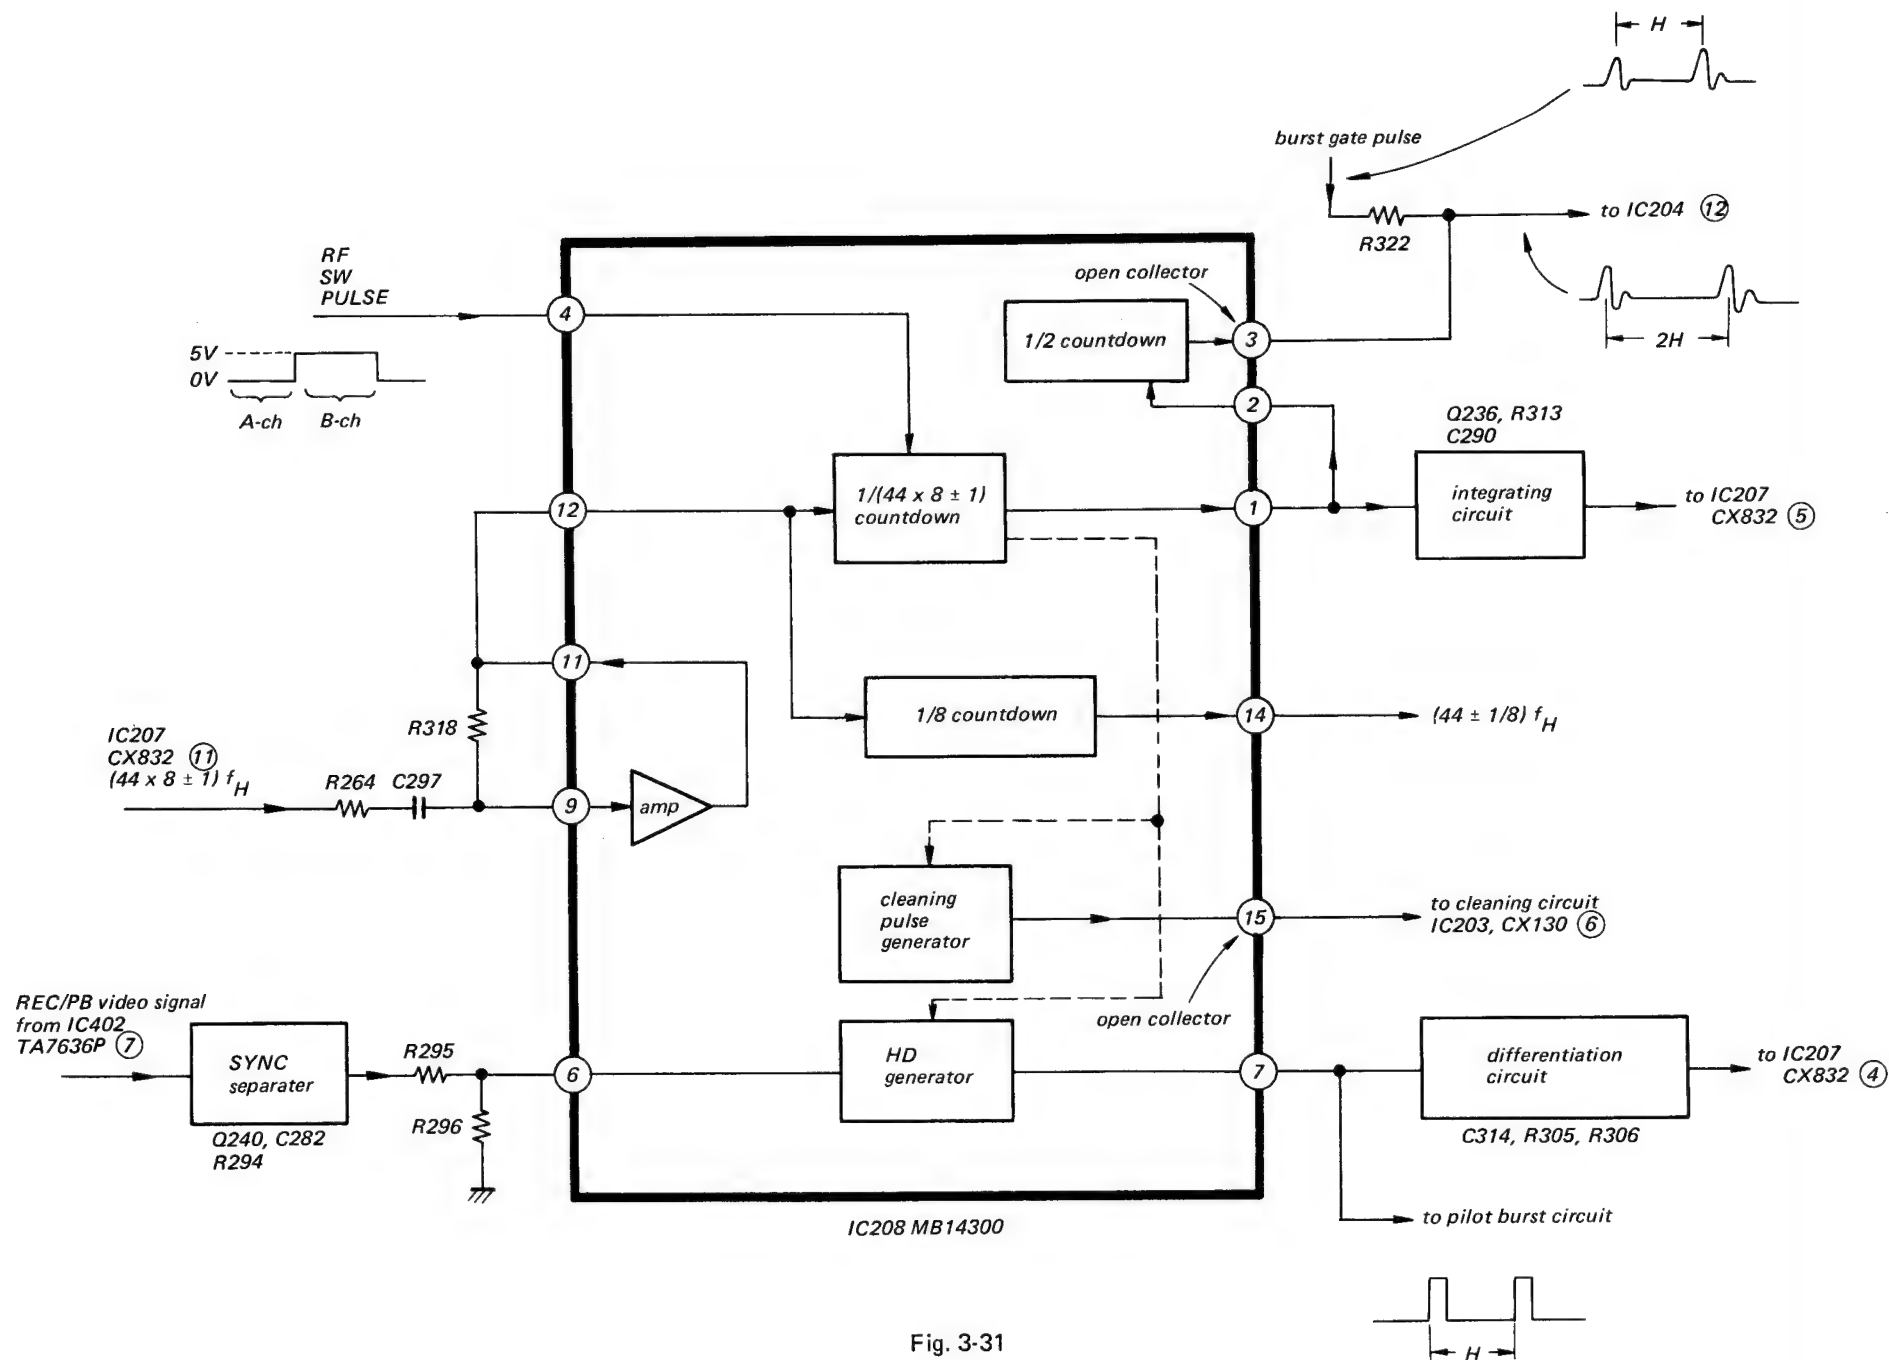 H
burst gate pulse
to IC204 12
R322
2H
RF
SW
PULSE
5V
0V
A-ch
B-ch
4
open collector
1/2 countdown
3
2
Q236, R313
C290
integrating
circuit
to IC207
CX832 5
12
1/(44 x 8 ± 1)
countdown
1
11
R318
1/8 countdown
14
(44 ± 1/8) fH
IC207
CX832 11
(44 x 8 ± 1) fH
R264
C297
9
amp
cleaning
pulse
generator
15
to cleaning circuit
IC203, CX130 6
open collector
REC/PB video signal
from IC402
TA7636P 7
SYNC
separater
Q240, C282
R294
R295
R296
6
HD
generator
7
differentiation
circuit
C314, R305, R306
to IC207
CX832 4
to pilot burst circuit
IC208 MB14300
H
Fig. 3-31